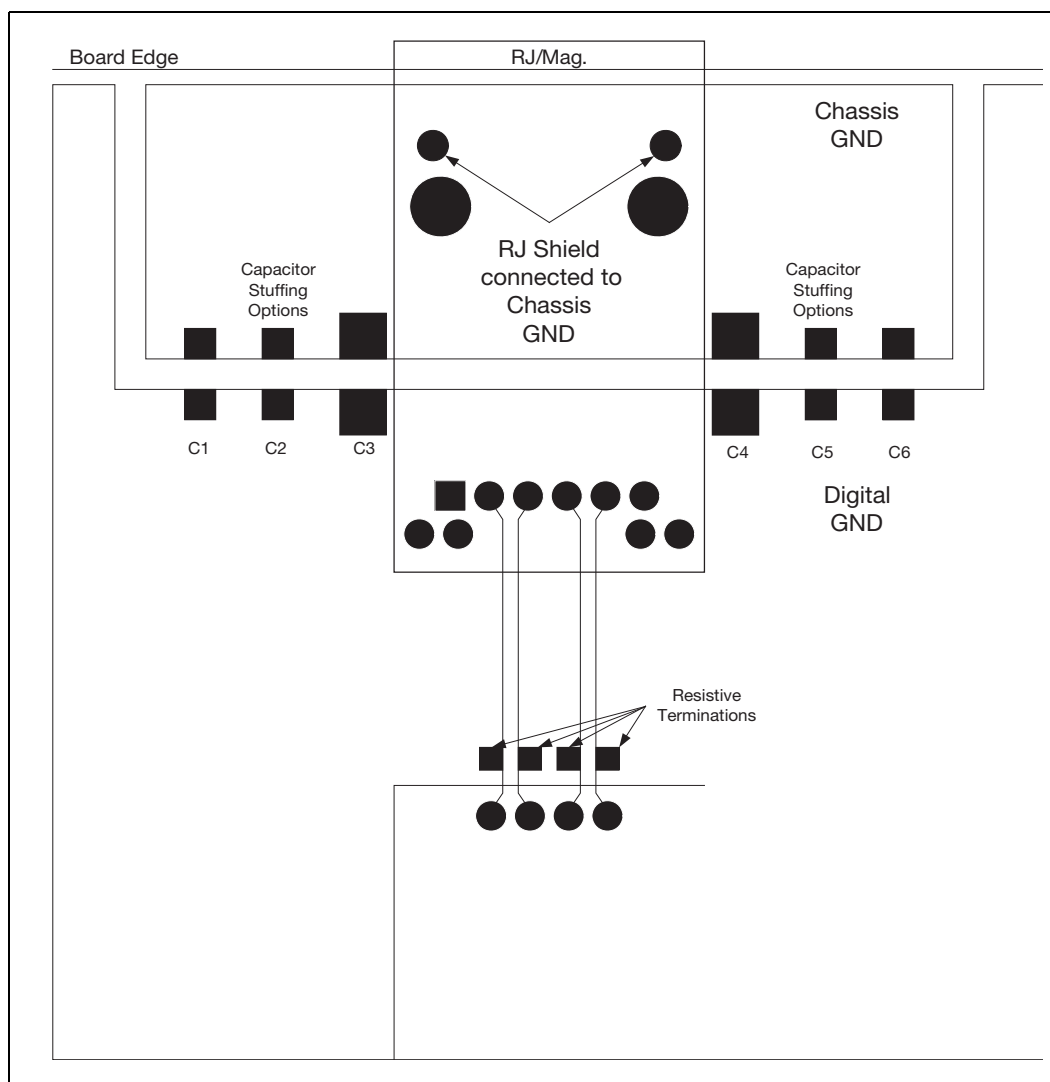 Board Edge
RJ/Mag.
Chassis
GND
RJ Shield
connected to
Chassis
GND
Capacitor
Stuffing
Options
Capacitor
Stuffing
Options
C1
C2
C3
C4
C5
C6
Digital
GND
Resistive
Terminations